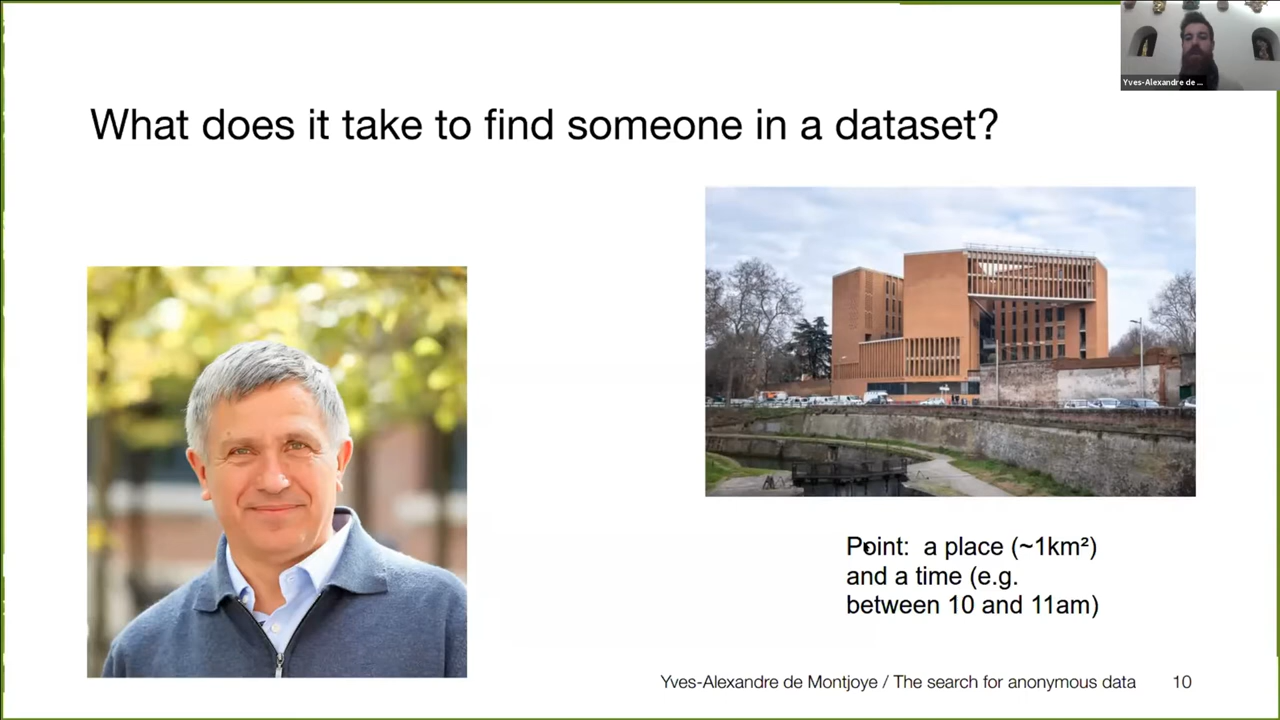 Yves-Alexandre de ...
What does it take to find someone in a dataset?
Point: a place (~1km²)
and a time (e.g.
between 10 and 11am)
Yves-Alexandre de Montjoye / The search for anonymous data 10